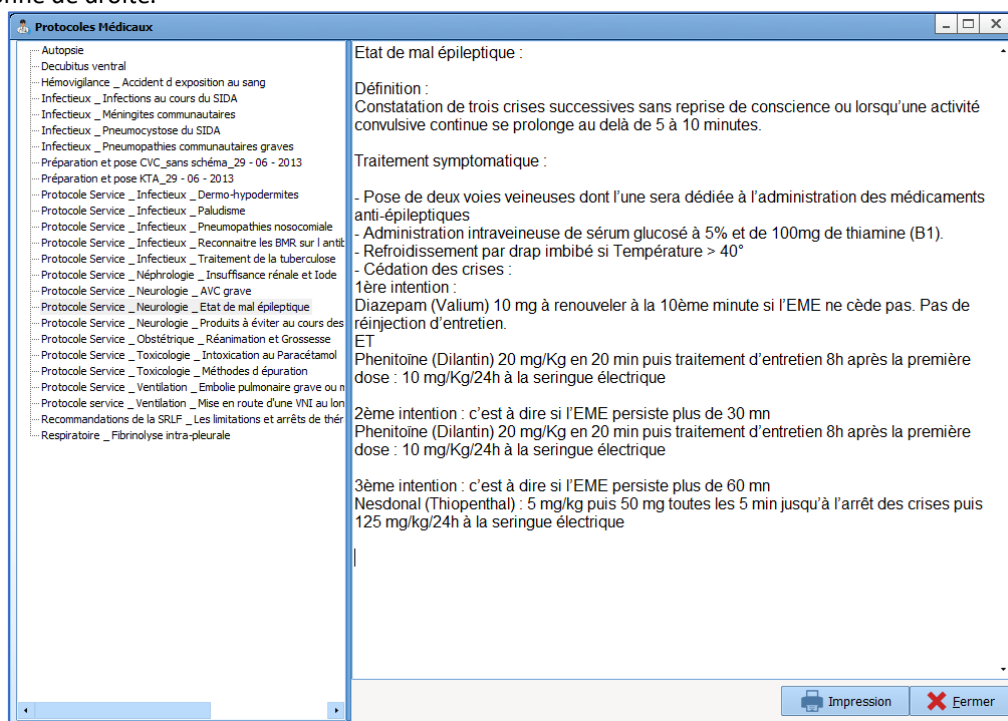 onne de droite.
Protocoles Médicaux
Autopsie
Decubitus ventral
Hémovigilance _ Accident d exposition au sang
Infectieux _ Infections au cours du SIDA
Infectieux _ Méningites communautaires
Infectieux _ Pneumocystose du SIDA
Infectieux _ Pneumopathies communautaires graves
Préparation et pose CVC_sans schéma_29 - 06 - 2013
Préparation et pose KTA_29 - 06 - 2013
Protocole Service _ Infectieux _ Dermo-hypodermites
Protocole Service _ Infectieux _ Paludisme
Protocole Service _ Infectieux _ Pneumopathies nosocomiale
Protocole Service _ Infectieux _ Reconnaitre les BMR sur l antib
Protocole Service _ Infectieux _ Traitement de la tuberculose
Protocole Service _ Néphrologie _ Insuffisance rénale et Iode
Protocole Service _ Neurologie _ AVC grave
Protocole Service _ Neurologie _ Etat de mal épileptique
Protocole Service _ Neurologie _ Produits à éviter au cours des
Protocole Service _ Obstétrique _ Réanimation et Grossesse
Protocole Service _ Toxicologie _ Intoxication au Paracétamol
Protocole Service _ Toxicologie _ Méthodes d épuration
Protocole Service _ Ventilation _ Embolie pulmonaire grave ou n
Protocole service _ Ventilation _ Mise en route d'une VNI au lon
Recommandations de la SRLF _ Les limitations et arrêts de thér
Respiratoire _ Fibrinolyse intra-pleurale
Etat de mal épileptique :
Définition :
Constatation de trois crises successives sans reprise de conscience ou lorsqu'une activité
convulsive continue se prolonge au delà de 5 à 10 minutes.
Traitement symptomatique :
- Pose de deux voies veineuses dont l'une sera dédiée à l'administration des médicaments
anti-épileptiques
- Administration intraveineuse de sérum glucosé à 5% et de 100mg de thiamine (B1).
- Refroidissement par drap imbibé si Température > 40°
- Cédation des crises :
1ère intention :
Diazepam (Valium) 10 mg à renouveler à la 10ème minute si l'EME ne cède pas. Pas de
réinjection d'entretien.
ET
Phenitoïne (Dilantin) 20 mg/Kg en 20 min puis traitement d'entretien 8h après la première
dose : 10 mg/Kg/24h à la seringue électrique
2ème intention : c'est à dire si l'EME persiste plus de 30 mn
Phenitoïne (Dilantin) 20 mg/Kg en 20 min puis traitement d'entretien 8h après la première
dose : 10 mg/Kg/24h à la seringue électrique
3ème intention : c'est à dire si l'EME persiste plus de 60 mn
Nesdonal (Thiopenthal) : 5 mg/kg puis 50 mg toutes les 5 min jusqu'à l'arrêt des crises puis
125 mg/kg/24h à la seringue électrique
Impression
Fermer